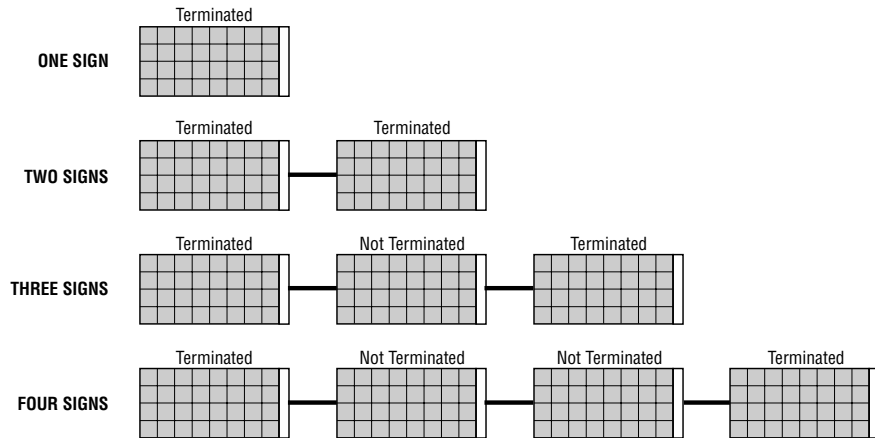 Terminated
ONE SIGN
Terminated Terminated
TWO SIGNS
Terminated Not Terminated Terminated
THREE SIGNS
Terminated Not Terminated Not Terminated Terminated
FOUR SIGNS